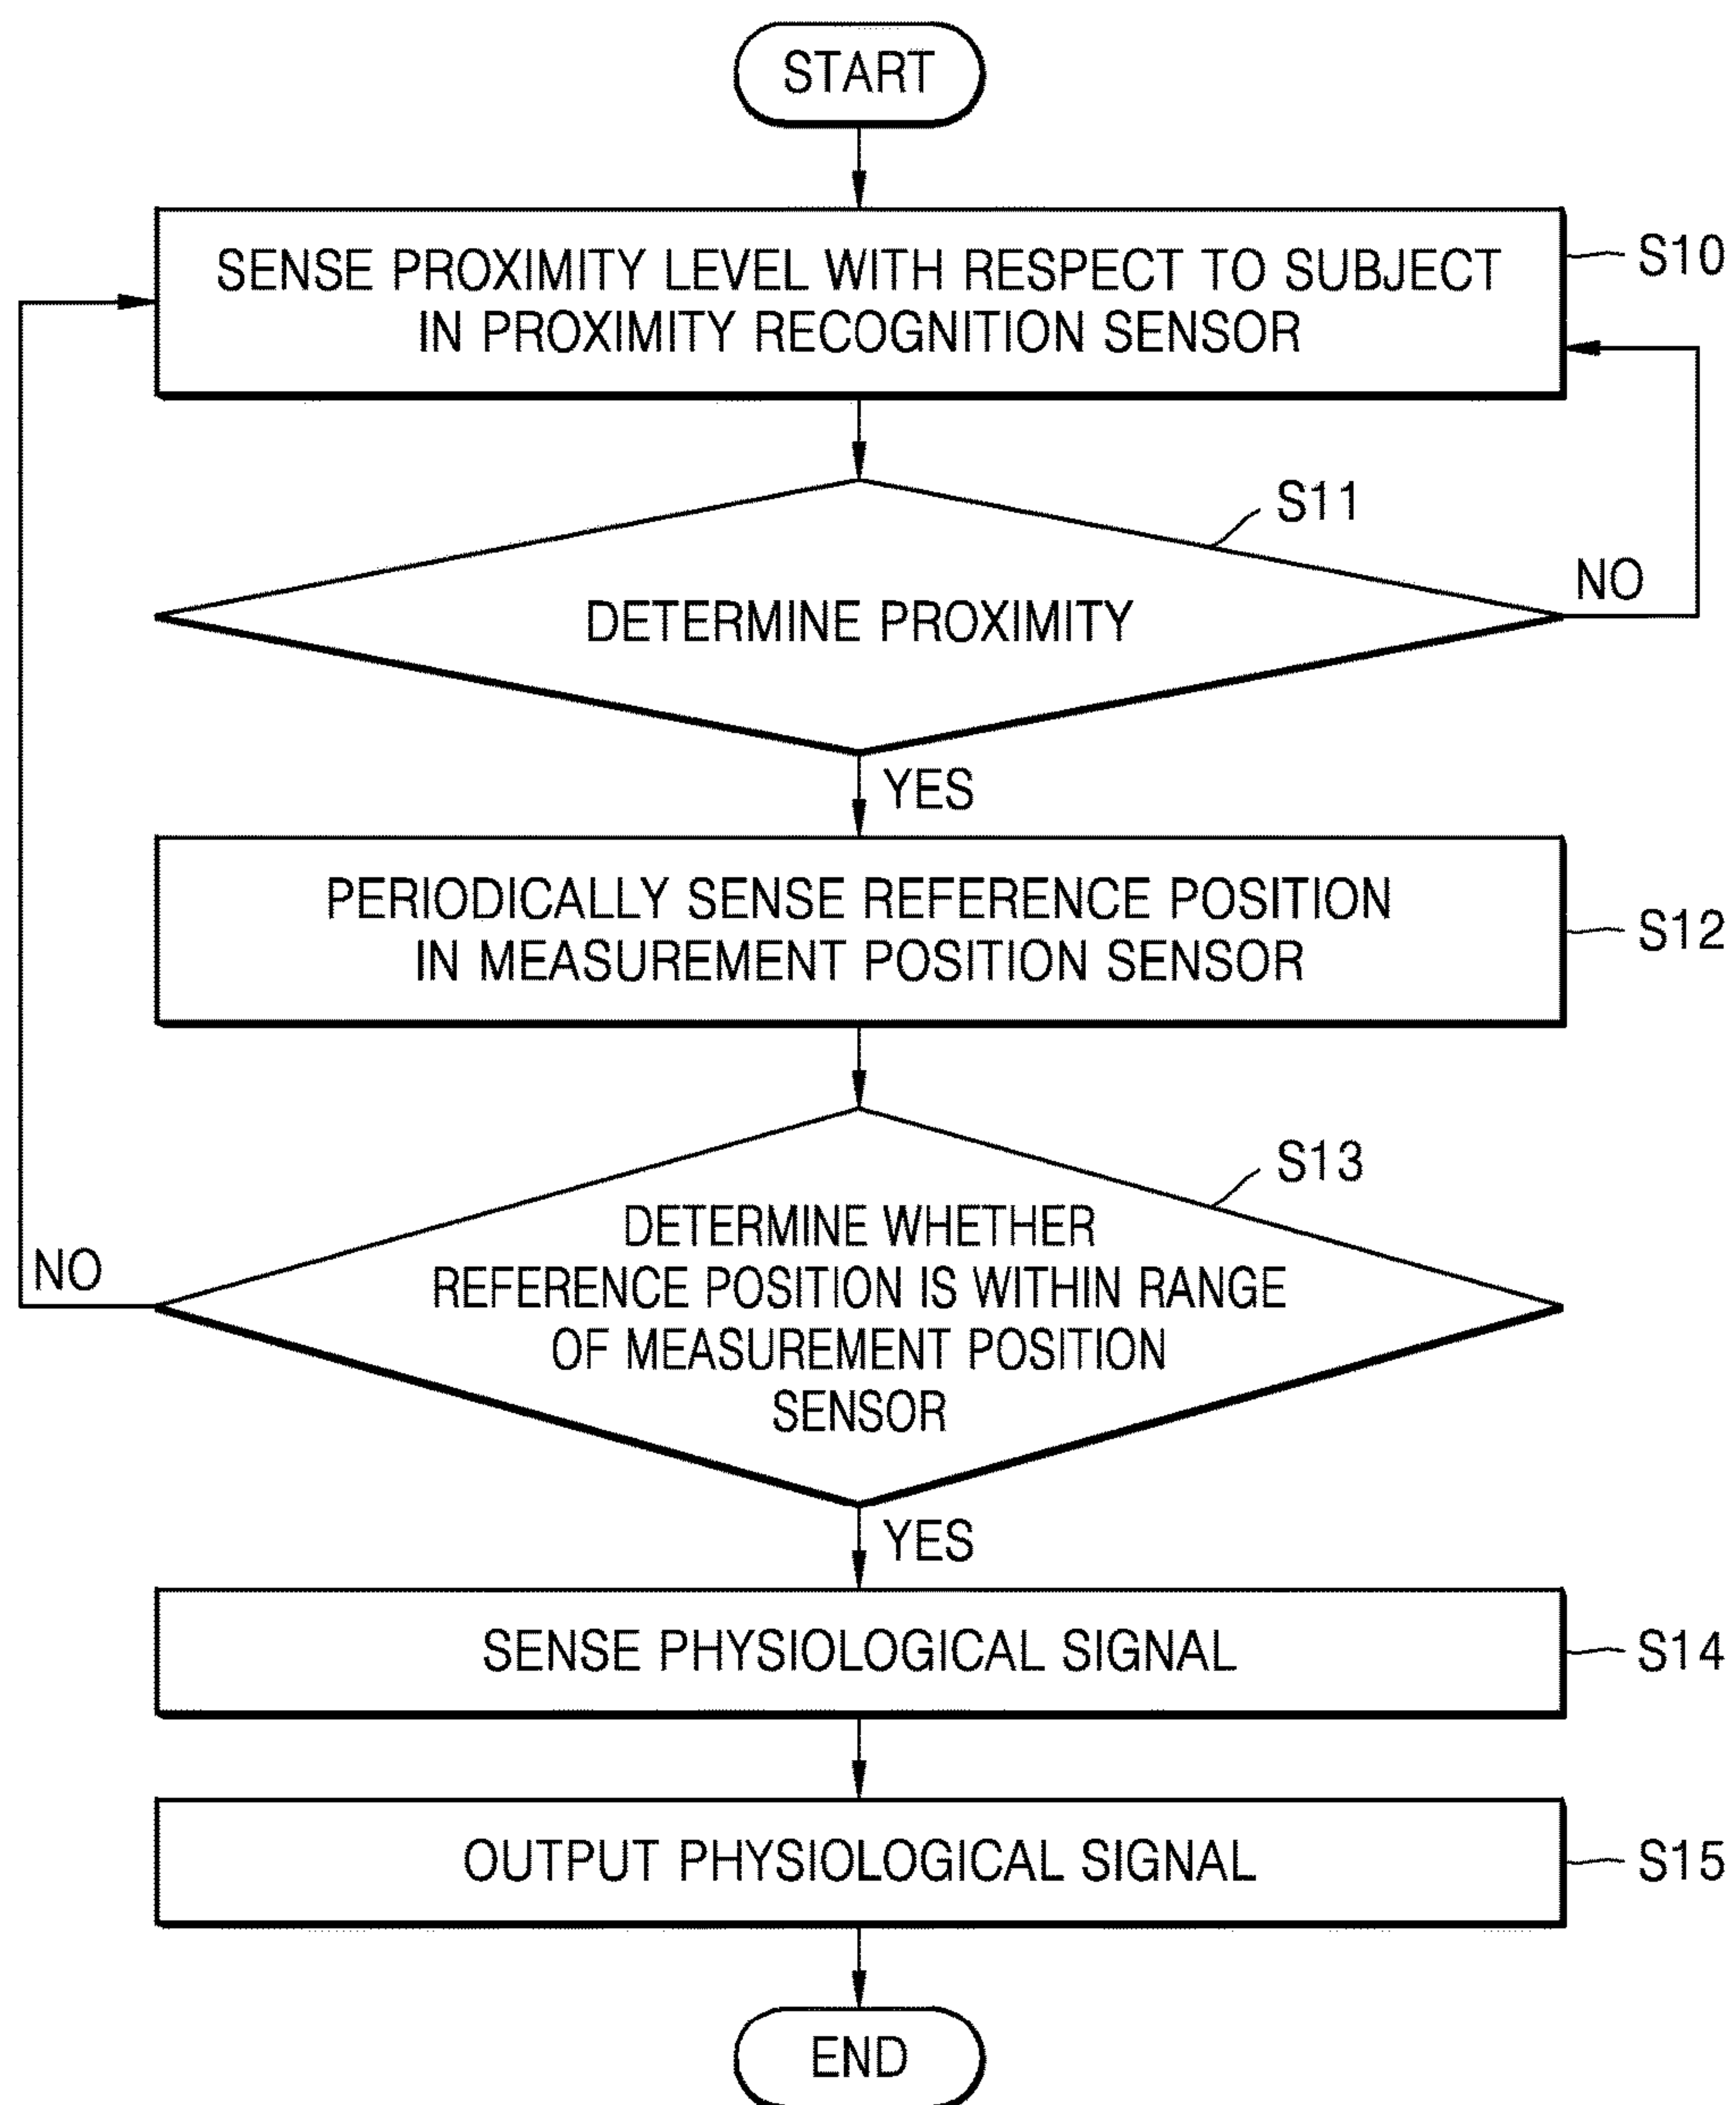 START
SENSE PROXIMITY LEVEL WITH RESPECT TO SUBJECT
IN PROXIMITY RECOGNITION SENSOR
S10
S11
DETERMINE PROXIMITY
NO
YES
PERIODICALLY SENSE REFERENCE POSITION
IN MEASUREMENT POSITION SENSOR
S12
S13
DETERMINE WHETHER
REFERENCE POSITION IS WITHIN RANGE
OF MEASUREMENT POSITION
SENSOR
NO
YES
SENSE PHYSIOLOGICAL SIGNAL
S14
OUTPUT PHYSIOLOGICAL SIGNAL
S15
END